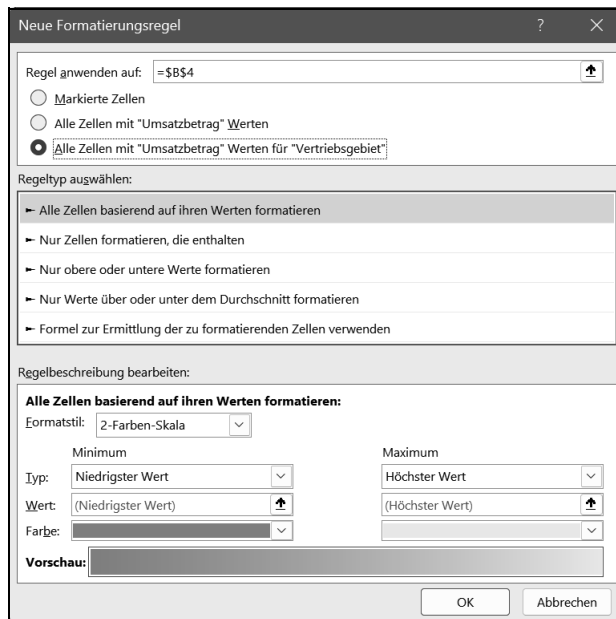 Neue Formatierungsregel ? ×
Regel anwenden auf: =$B$4
Markierte Zellen
Alle Zellen mit "Umsatzbetrag" Werten
Alle Zellen mit "Umsatzbetrag" Werten für "Vertriebsgebiet"
Regeltyp auswählen:
► Alle Zellen basierend auf ihren Werten formatieren
► Nur Zellen formatieren, die enthalten
► Nur obere oder untere Werte formatieren
► Nur Werte über oder unter dem Durchschnitt formatieren
► Formel zur Ermittlung der zu formatierenden Zellen verwenden
Regelbeschreibung bearbeiten:
Alle Zellen basierend auf ihren Werten formatieren:
Formatstil: 2-Farben-Skala
Minimum Maximum
Typ: Niedrigster Wert Höchster Wert
Wert: (Niedrigster Wert) (Höchster Wert)
Farbe:
Vorschau:
OK Abbrechen